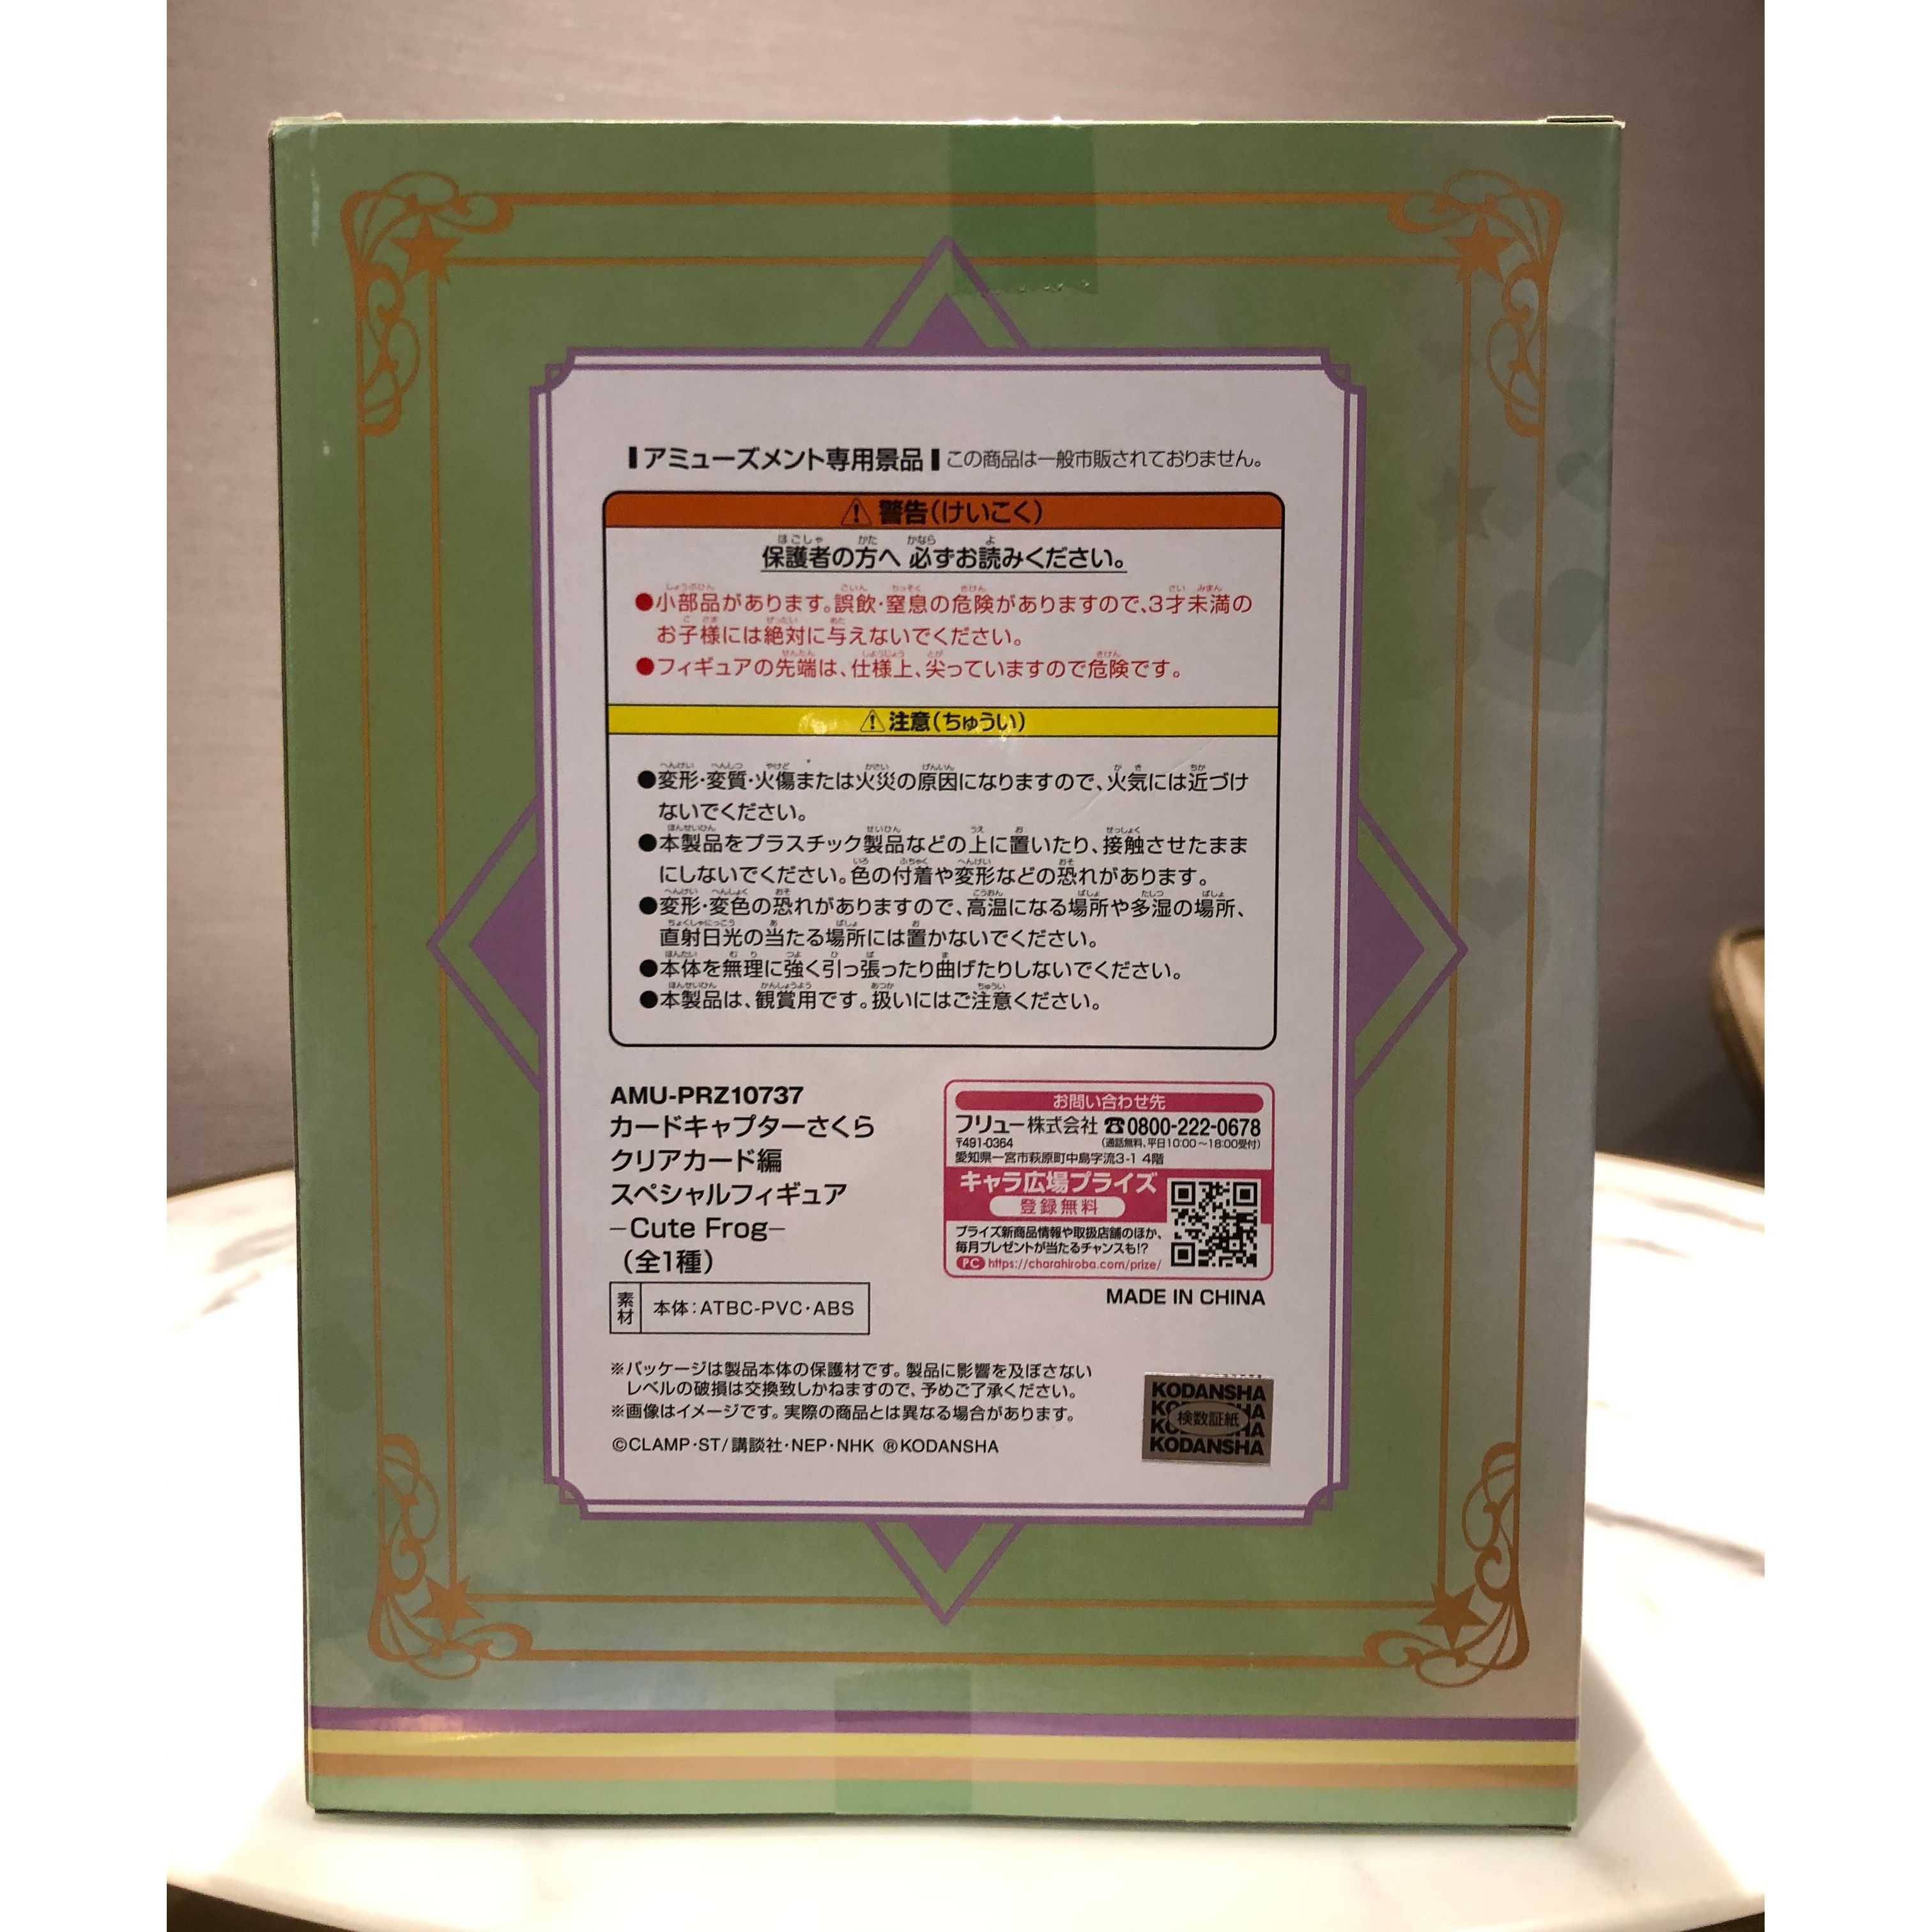 アミューズメント専用景品 この商品は一般市販されておりません。
警告(けいこく)
保護者の方へ 必ずお読みください。
●小部品があります。誤飲・窒息の危険がありますので、3才未満の
お子様には絶対に与えないでください。
●フィギュアの先端は、仕様上、尖っていますので危険です。
注意(ちゅうい)
●変形・変質・火傷または火災の原因になりますので、火気には近づけ
ないでください。
●本製品をプラスチック製品などの上に置いたり、接触させたまま
にしないでください。色の付着や変形などの恐れがあります。
●変形・変色の恐れがありますので、高温になる場所や多湿の場所、
直射日光の当たる場所には置かないでください。
●本体を無理に強く引っ張ったり曲げたりしないでください。
●本製品は、観賞用です。扱いにはご注意ください。
AMU-PRZ10737
カードキャプターさくら
クリアカード編
スペシャルフィギュア
−Cute Frog−
(全1種)
素材 本体:ATBC-PVC・ABS
お問い合わせ先
フリュー株式会社 ☎0800-222-0678
〒491-0364 (通話無料、平日10:00〜18:00受付)
愛知県一宮市萩原町中島字流3-1 4階
キャラ広場プライズ
登録無料
プライズ新商品情報や取扱店舗のほか、
毎月プレゼントが当たるチャンスも!?
PC https://charahiroba.com/prize/
MADE IN CHINA
※パッケージは製品本体の保護材です。製品に影響を及ぼさない
レベルの破損は交換致しかねますので、予めご了承ください。
※画像はイメージです。実際の商品とは異なる場合があります。
©CLAMP・ST/講談社・NEP・NHK ®KODANSHA
KODANSHA
検数証紙
KODANSHA